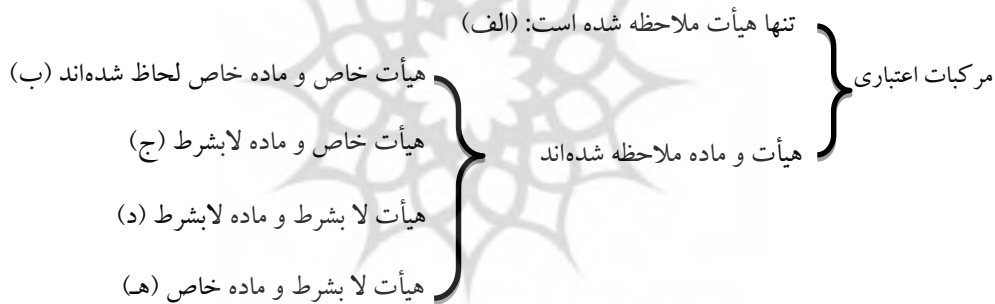 تنها هیأت ملاحظه شده است: (الف)
مرکبات اعتباری
هیأت و ماده ملاحظه شده‌اند
هیأت خاص و ماده خاص لحاظ شده‌اند (ب)
هیأت خاص و ماده لابشرط (ج)
هیأت لا بشرط و ماده لابشرط (د)
هیأت لا بشرط و ماده خاص (هـ)